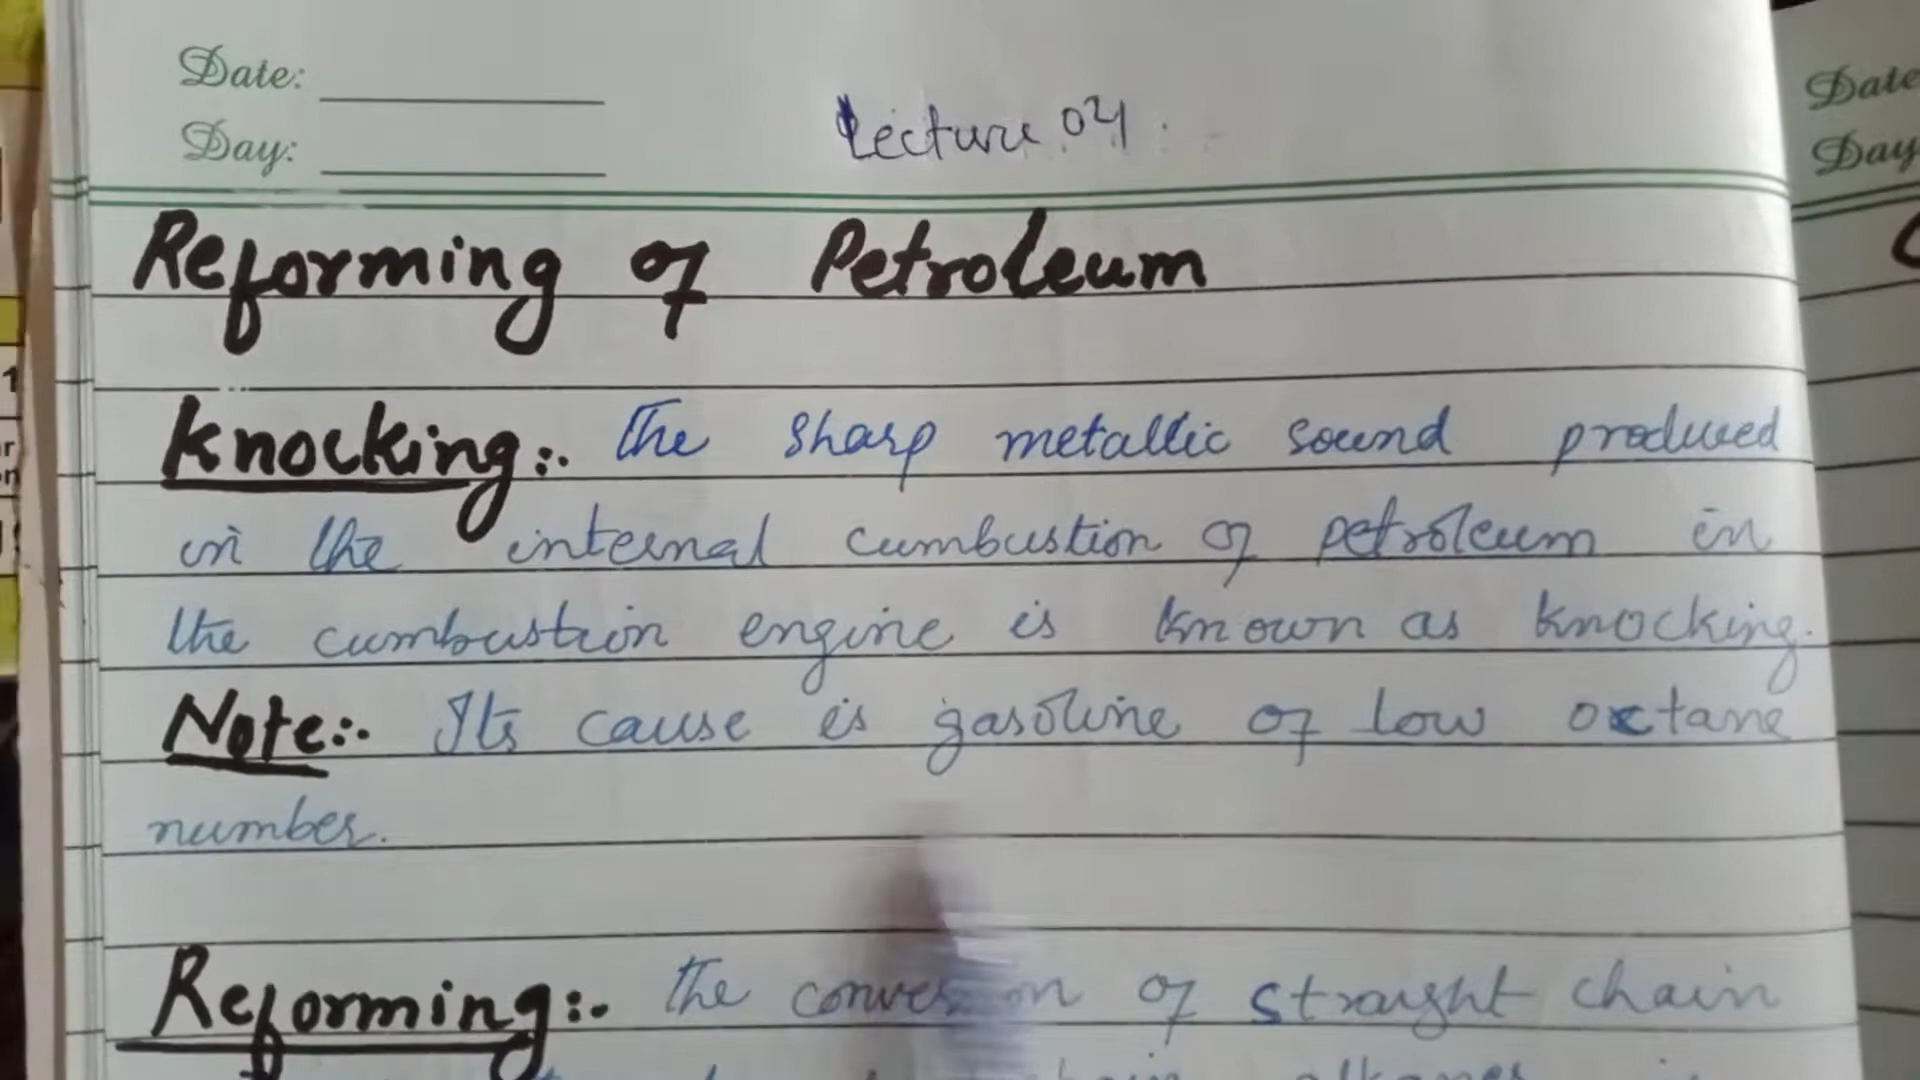 Date:
Day:
Lecture 04
Reforming of Petroleum
Knocking:. The sharp metallic sound produced
in the internal cumbustion of petroleum in
the cumbustion engine is known as knocking.
Note:. Its cause is gasoline of low octane
number.
Reforming:. The of straight chain
chain alkanes
Date
Day